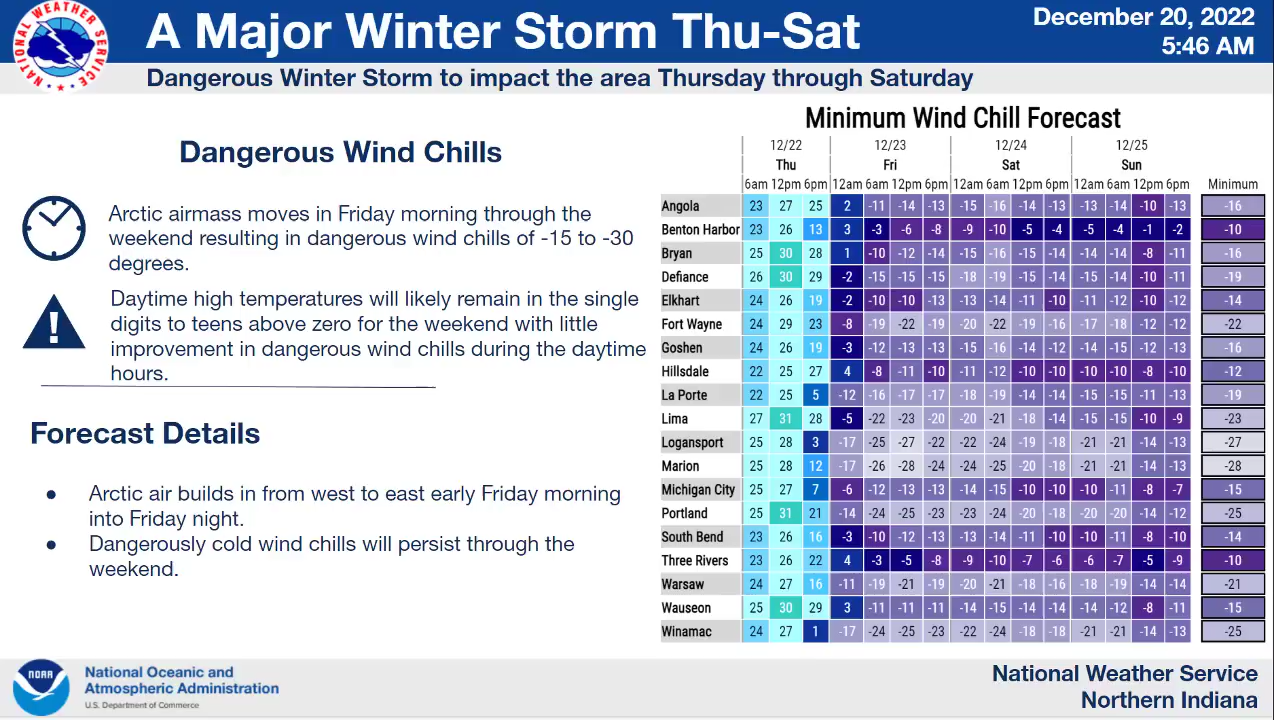 NATIONAL WEATHER SERVICE
A Major Winter Storm Thu-Sat
December 20, 2022
5:46 AM
Dangerous Winter Storm to impact the area Thursday through Saturday
Dangerous Wind Chills
Arctic airmass moves in Friday morning through the
weekend resulting in dangerous wind chills of -15 to -30
degrees.
Daytime high temperatures will likely remain in the single
digits to teens above zero for the weekend with little
improvement in dangerous wind chills during the daytime
hours.
Forecast Details
● Arctic air builds in from west to east early Friday morning
into Friday night.
● Dangerously cold wind chills will persist through the
weekend.
Minimum Wind Chill Forecast
12/22 12/23 12/24 12/25
Thu Fri Sat Sun
6am 12pm 6pm 12am 6am 12pm 6pm 12am 6am 12pm 6pm 12am 6am 12pm 6pm Minimum
Angola 23 27 25 2 -11 -14 -13 -15 -16 -14 -13 -13 -14 -10 -13 -16
Benton Harbor 23 26 13 3 -3 -6 -8 -9 -10 -5 -4 -5 -4 -1 -2 -10
Bryan 25 30 28 1 -10 -12 -14 -15 -16 -15 -14 -15 -14 -8 -11 -16
Defiance 26 30 29 -2 -15 -15 -15 -18 -19 -15 -14 -15 -14 -10 -11 -19
Elkhart 24 26 19 -2 -10 -10 -13 -13 -14 -11 -10 -11 -12 -10 -12 -14
Fort Wayne 24 29 23 -8 -19 -22 -19 -20 -22 -19 -16 -17 -18 -12 -12 -22
Goshen 24 26 19 -3 -12 -13 -13 -15 -16 -14 -12 -14 -15 -12 -13 -16
Hillsdale 22 25 27 4 -8 -11 -10 -11 -12 -10 -10 -10 -10 -8 -10 -12
La Porte 22 25 5 -12 -16 -17 -17 -18 -19 -14 -14 -15 -15 -11 -13 -19
Lima 27 31 28 -5 -22 -23 -20 -20 -21 -18 -14 -15 -15 -10 -9 -23
Logansport 25 28 3 -17 -25 -27 -22 -22 -24 -19 -18 -21 -21 -14 -13 -27
Marion 25 28 12 -17 -26 -28 -24 -24 -25 -20 -18 -21 -21 -14 -13 -28
Michigan City 25 27 7 -6 -12 -13 -13 -14 -15 -10 -10 -10 -11 -8 -7 -15
Portland 25 31 21 -14 -24 -25 -23 -23 -24 -20 -18 -20 -20 -14 -12 -25
South Bend 23 26 16 -3 -10 -12 -13 -13 -14 -11 -10 -10 -11 -8 -10 -14
Three Rivers 23 26 22 4 -3 -5 -8 -9 -10 -7 -6 -6 -7 -5 -9 -10
Warsaw 24 27 16 -11 -19 -21 -19 -20 -21 -18 -16 -18 -19 -14 -14 -21
Wauseon 25 30 29 3 -11 -11 -11 -14 -15 -14 -14 -14 -12 -8 -11 -15
Winamac 24 27 1 -17 -24 -25 -23 -22 -24 -18 -18 -21 -21 -14 -13 -25
NOAA
National Oceanic and
Atmospheric Administration
U.S. Department of Commerce
National Weather Service
Northern Indiana